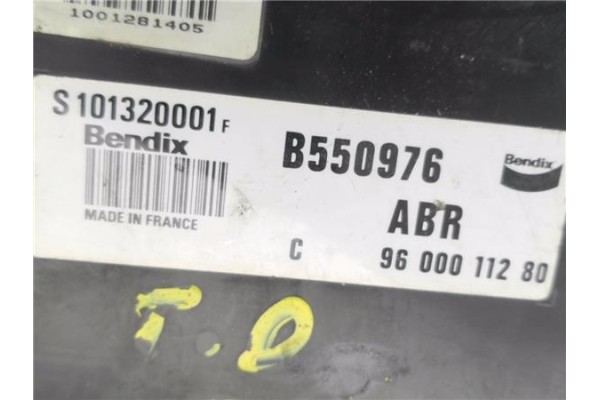 1001281405
S 101320001 F
Bendix
B550976
Bendix
MADE IN FRANCE
ABR
C
96 000 112 80
T.O